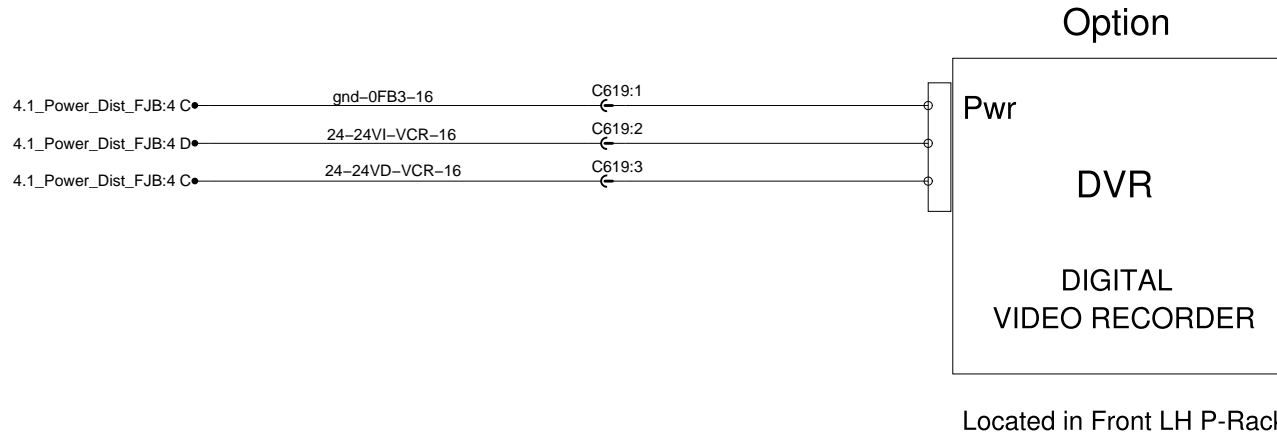 Option
4.1_Power_Dist_FJB:4 C
gnd–0FB3–16
C619:1
Pwr
4.1_Power_Dist_FJB:4 D
24–24VI–VCR–16
C619:2
4.1_Power_Dist_FJB:4 C
24–24VD–VCR–16
C619:3
DVR
DIGITAL
VIDEO RECORDER
Located in Front LH P-Rack